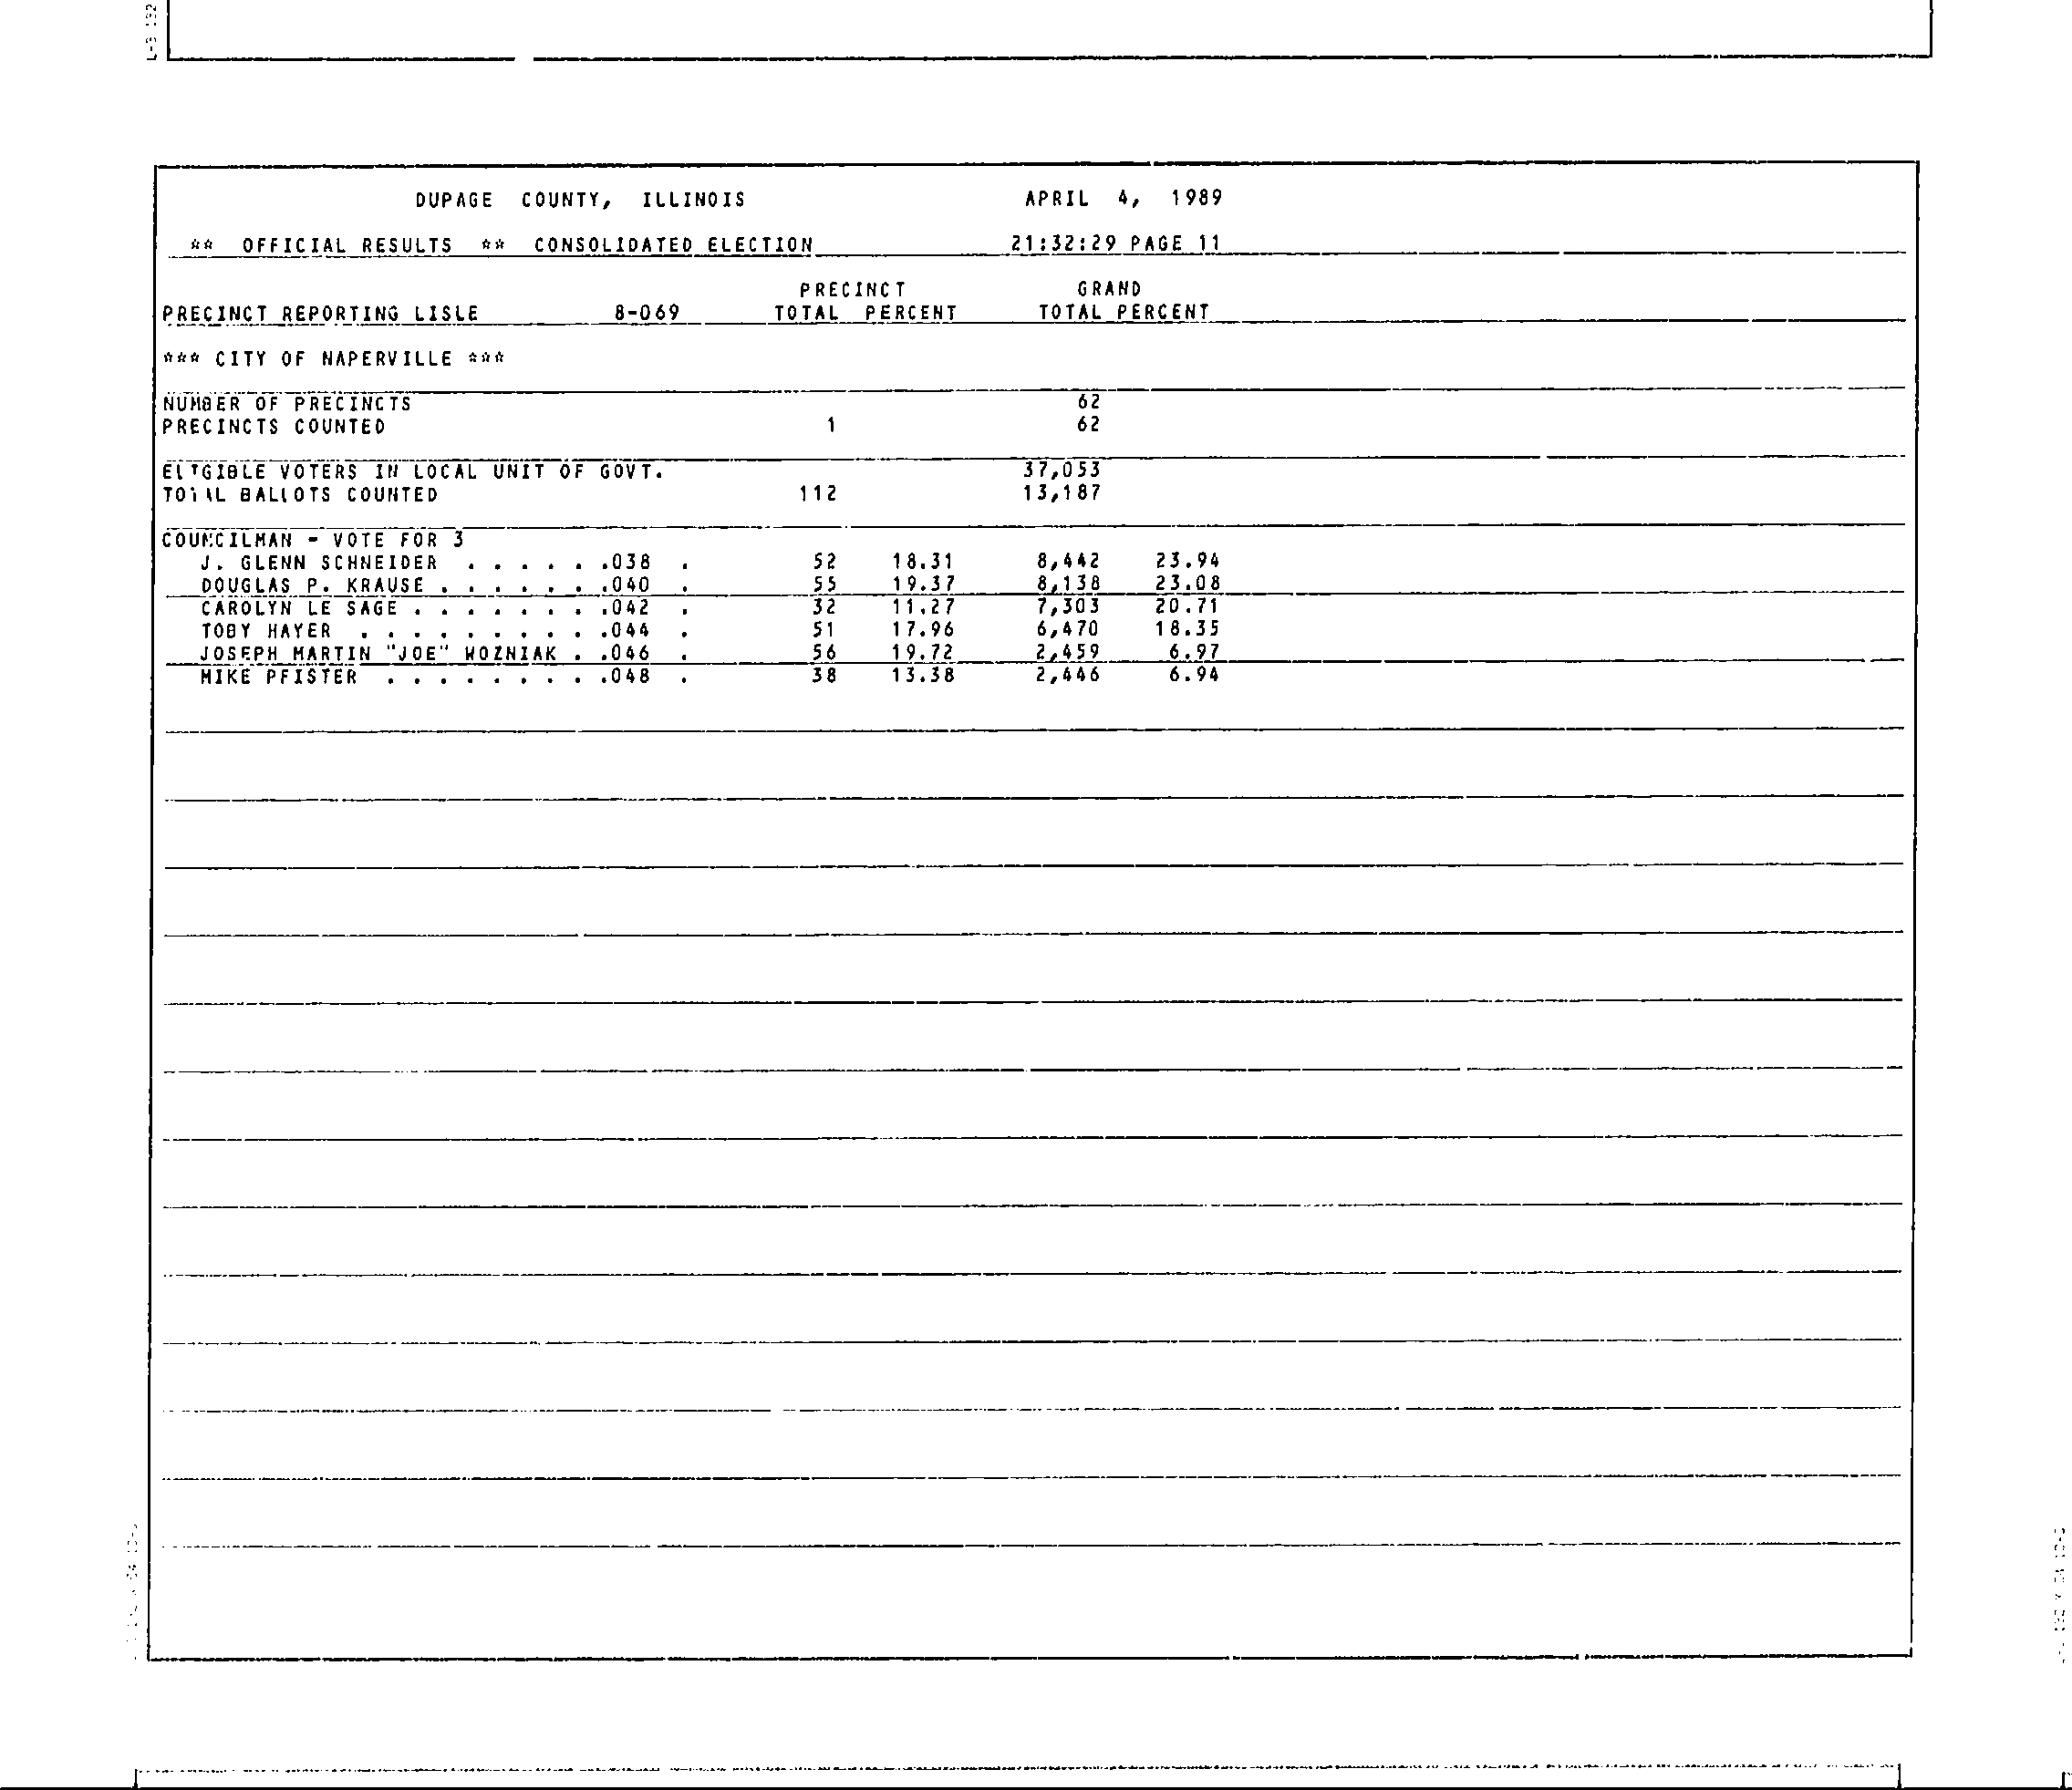 DUPAGE COUNTY, ILLINOIS APRIL 4, 1989
** OFFICIAL RESULTS ** CONSOLIDATED ELECTION 21:32:29 PAGE 11
PRECINCT GRAND
PRECINCT REPORTING LISLE 8-069 TOTAL PERCENT TOTAL PERCENT
*** CITY OF NAPERVILLE ***
NUMBER OF PRECINCTS 62
PRECINCTS COUNTED 1 62
ELIGIBLE VOTERS IN LOCAL UNIT OF GOVT. 37,053
TOTAL BALLOTS COUNTED 112 13,187
COUNCILMAN - VOTE FOR 3
J. GLENN SCHNEIDER . . . . . .038 . 52 18.31 8,442 23.94
DOUGLAS P. KRAUSE . . . . . . .040 . 55 19.37 8,138 23.08
CAROLYN LE SAGE . . . . . . . .042 . 32 11.27 7,303 20.71
TOBY HAYER . . . . . . . . . .044 . 51 17.96 6,470 18.35
JOSEPH MARTIN "JOE" WOZNIAK . .046 . 56 19.72 2,459 6.97
MIKE PFISTER . . . . . . . . .048 . 38 13.38 2,446 6.94